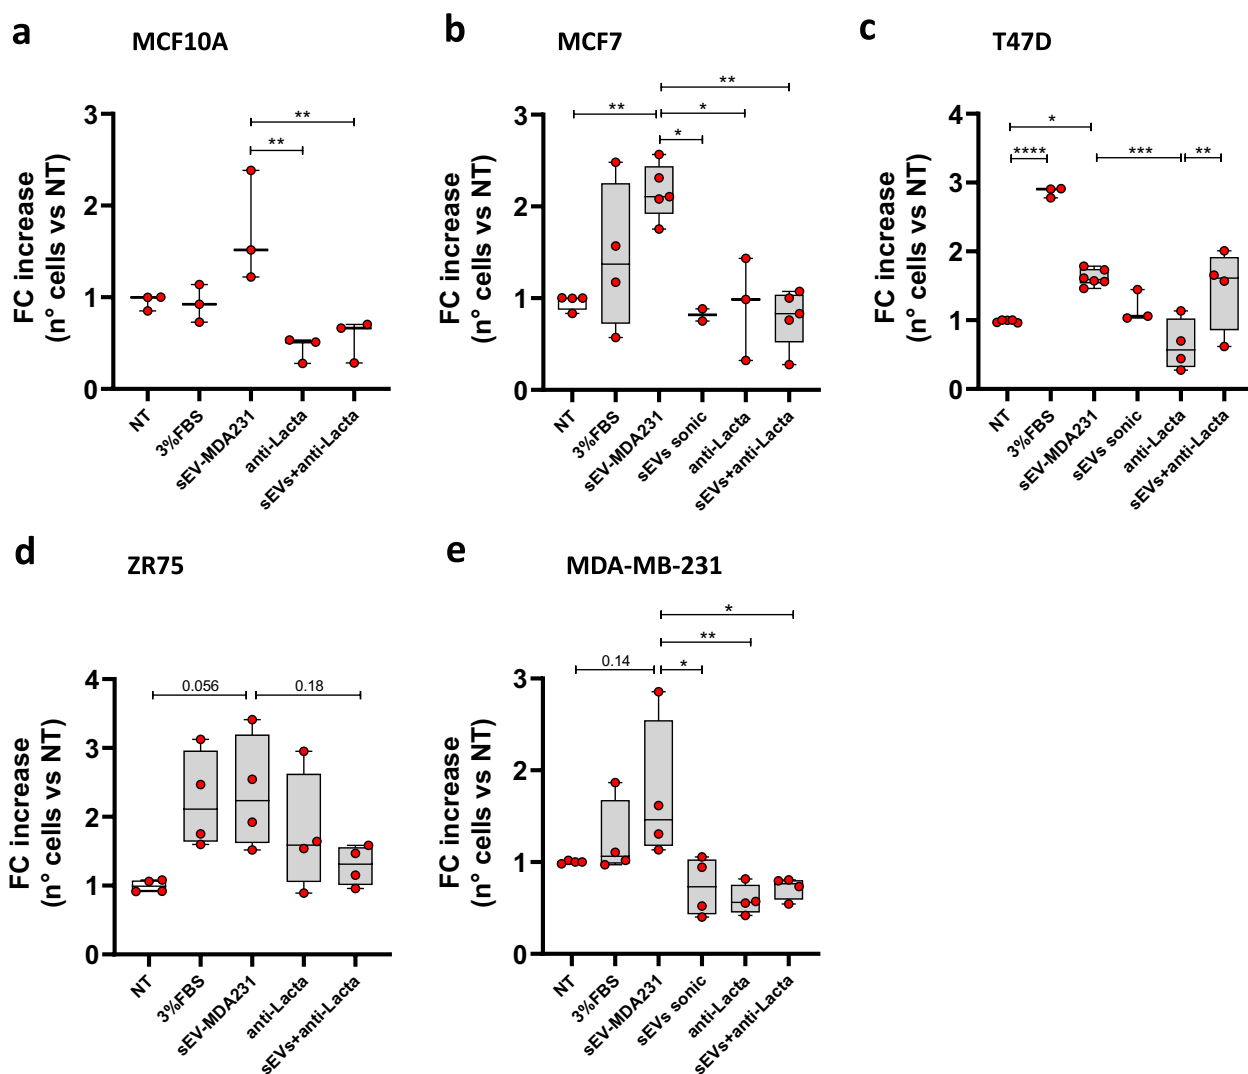 a
MCF10A
FC increase
(n° cells vs NT)
3
2
1
0
**
**
NT
3%FBS
sEV-MDA231
anti-Lacta
sEVs+anti-Lacta
b
MCF7
FC increase
(n° cells vs NT)
3
2
1
0
**
**
*
*
NT
3%FBS
sEV-MDA231
sEVs sonic
anti-Lacta
sEVs+anti-Lacta
c
T47D
FC increase
(n° cells vs NT)
4
3
2
1
0
*
****
***
**
NT
3%FBS
sEV-MDA231
sEVs sonic
anti-Lacta
sEVs+anti-Lacta
d
ZR75
FC increase
(n° cells vs NT)
4
3
2
1
0
0.056
0.18
NT
3%FBS
sEV-MDA231
anti-Lacta
sEVs+anti-Lacta
e
MDA-MB-231
FC increase
(n° cells vs NT)
3
2
1
0
*
**
0.14
*
NT
3%FBS
sEV-MDA231
sEVs sonic
anti-Lacta
sEVs+anti-Lacta